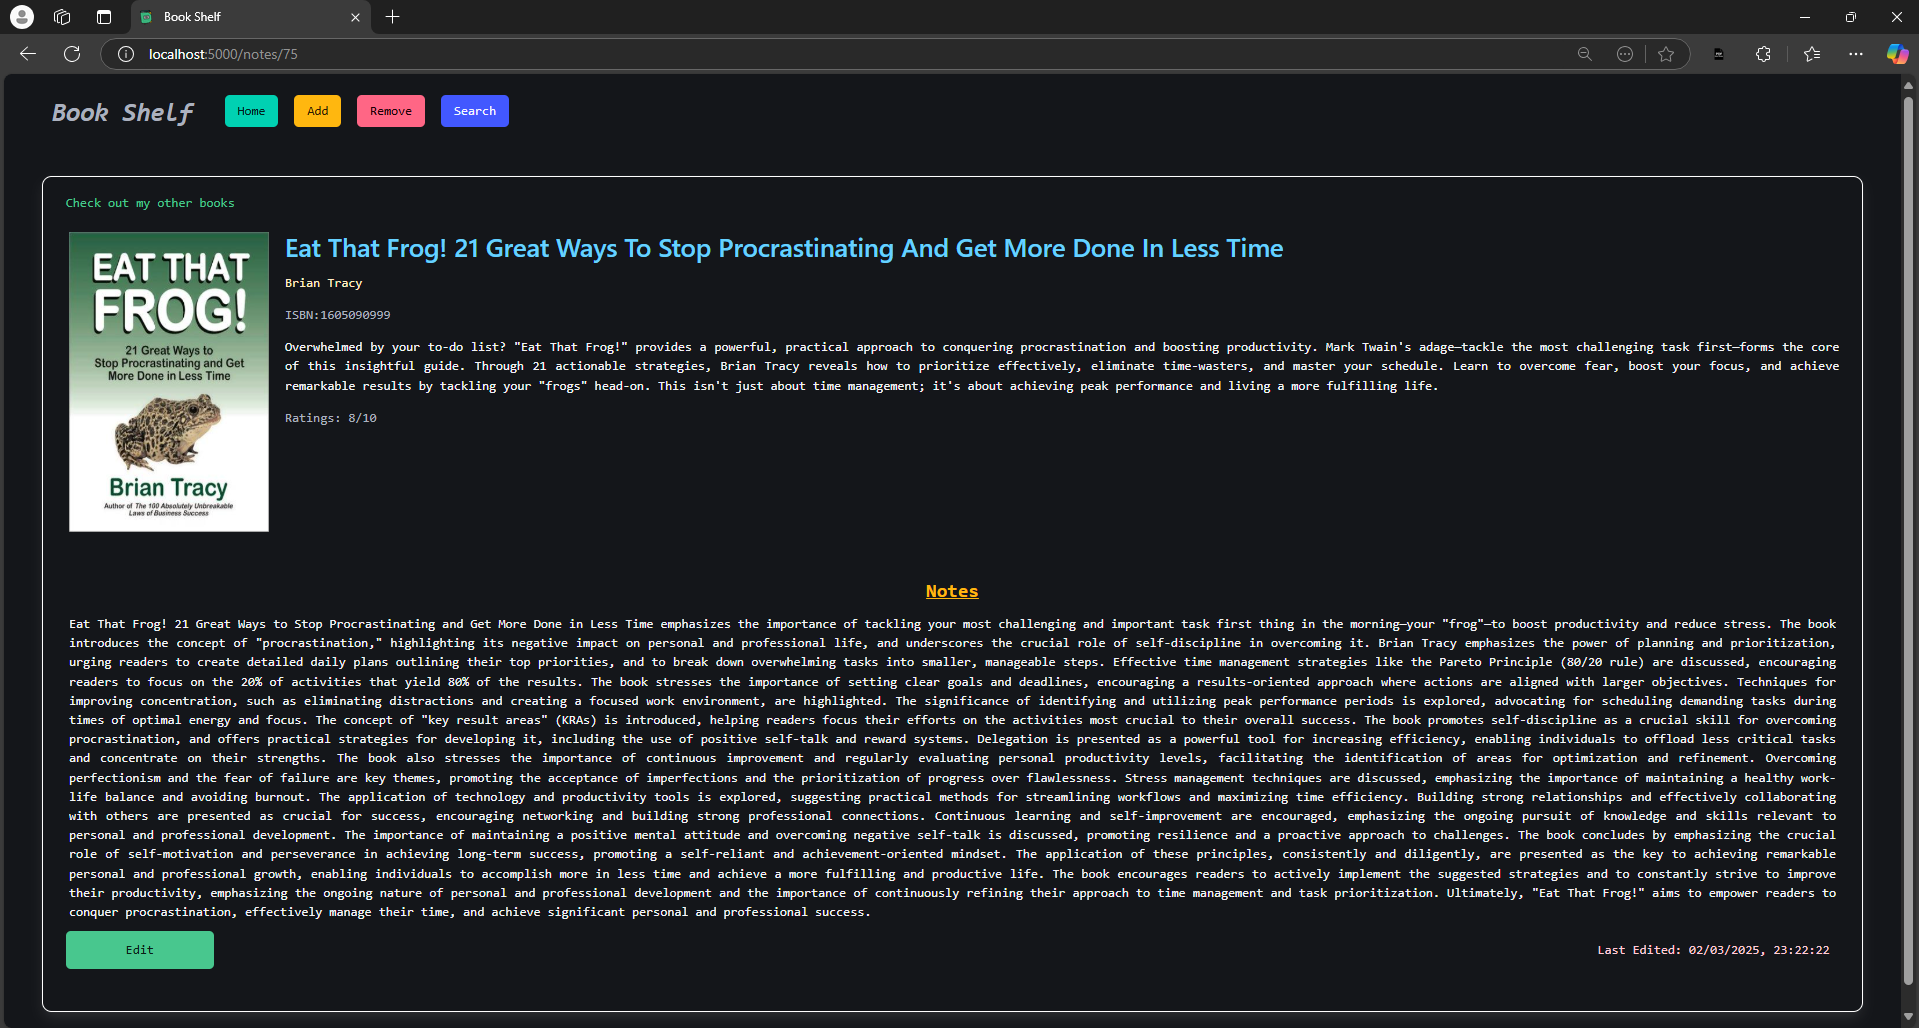 Book Shelf
localhost:5000/notes/75
Book Shelf
Home
Add
Remove
Search
Check out my other books
EAT THAT
FROG!
21 Great Ways to
Stop Procrastinating and Get
More Done in Less Time
Brian Tracy
Author of The 100 Absolutely Unbreakable
Laws of Business Success
Eat That Frog! 21 Great Ways To Stop Procrastinating And Get More Done In Less Time
Brian Tracy
ISBN:1605090999
Overwhelmed by your to-do list? "Eat That Frog!" provides a powerful, practical approach to conquering procrastination and boosting productivity. Mark Twain's adage—tackle the most challenging task first—forms the core
of this insightful guide. Through 21 actionable strategies, Brian Tracy reveals how to prioritize effectively, eliminate time-wasters, and master your schedule. Learn to overcome fear, boost your focus, and achieve
remarkable results by tackling your "frogs" head-on. This isn't just about time management; it's about achieving peak performance and living a more fulfilling life.
Ratings: 8/10
Notes
Eat That Frog! 21 Great Ways to Stop Procrastinating and Get More Done in Less Time emphasizes the importance of tackling your most challenging and important task first thing in the morning—your "frog"—to boost productivity and reduce stress. The book
introduces the concept of "procrastination," highlighting its negative impact on personal and professional life, and underscores the crucial role of self-discipline in overcoming it. Brian Tracy emphasizes the power of planning and prioritization,
urging readers to create detailed daily plans outlining their top priorities, and to break down overwhelming tasks into smaller, manageable steps. Effective time management strategies like the Pareto Principle (80/20 rule) are discussed, encouraging
readers to focus on the 20% of activities that yield 80% of the results. The book stresses the importance of setting clear goals and deadlines, encouraging a results-oriented approach where actions are aligned with larger objectives. Techniques for
improving concentration, such as eliminating distractions and creating a focused work environment, are highlighted. The significance of identifying and utilizing peak performance periods is explored, advocating for scheduling demanding tasks during
times of optimal energy and focus. The concept of "key result areas" (KRAs) is introduced, helping readers focus their efforts on the activities most crucial to their overall success. The book promotes self-discipline as a crucial skill for overcoming
procrastination, and offers practical strategies for developing it, including the use of positive self-talk and reward systems. Delegation is presented as a powerful tool for increasing efficiency, enabling individuals to offload less critical tasks
and concentrate on their strengths. The book also stresses the importance of continuous improvement and regularly evaluating personal productivity levels, facilitating the identification of areas for optimization and refinement. Overcoming
perfectionism and the fear of failure are key themes, promoting the acceptance of imperfections and the prioritization of progress over flawlessness. Stress management techniques are discussed, emphasizing the importance of maintaining a healthy work-
life balance and avoiding burnout. The application of technology and productivity tools is explored, suggesting practical methods for streamlining workflows and maximizing time efficiency. Building strong relationships and effectively collaborating
with others are presented as crucial for success, encouraging networking and building strong professional connections. Continuous learning and self-improvement are encouraged, emphasizing the ongoing pursuit of knowledge and skills relevant to
personal and professional development. The importance of maintaining a positive mental attitude and overcoming negative self-talk is discussed, promoting resilience and a proactive approach to challenges. The book concludes by emphasizing the crucial
role of self-motivation and perseverance in achieving long-term success, promoting a self-reliant and achievement-oriented mindset. The application of these principles, consistently and diligently, are presented as the key to achieving remarkable
personal and professional growth, enabling individuals to accomplish more in less time and achieve a more fulfilling and productive life. The book encourages readers to actively implement the suggested strategies and to constantly strive to improve
their productivity, emphasizing the ongoing nature of personal and professional development and the importance of continuously refining their approach to time management and task prioritization. Ultimately, "Eat That Frog!" aims to empower readers to
conquer procrastination, effectively manage their time, and achieve significant personal and professional success.
Edit
Last Edited: 02/03/2025, 23:22:22